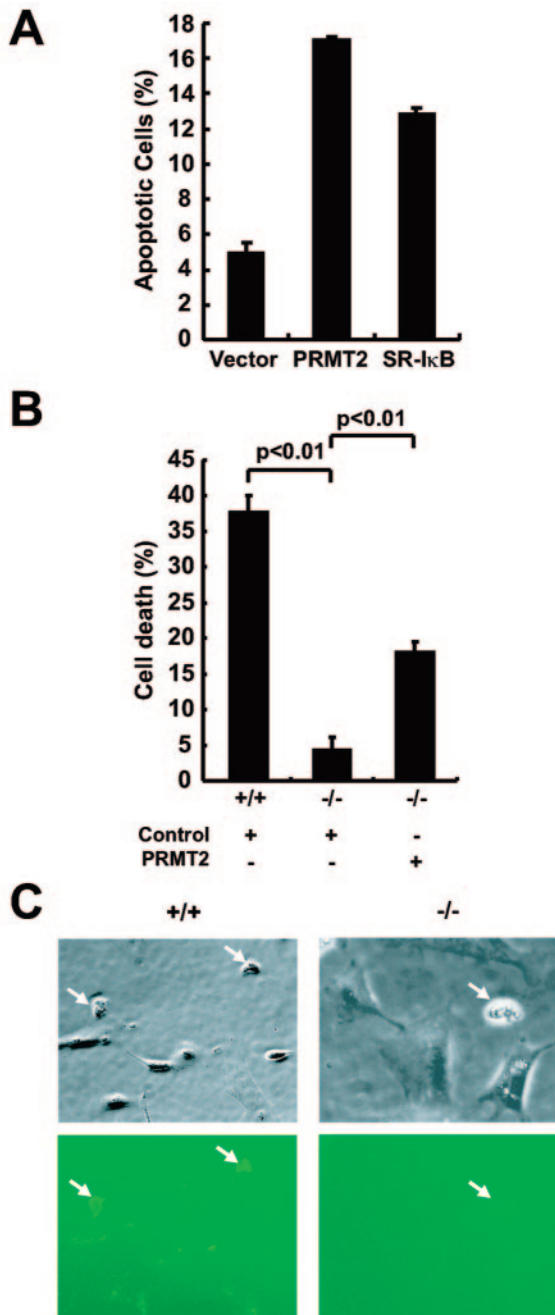 A
Apoptotic Cells (%)
18
16
14
12
10
8
6
4
2
0
Vector PRMT2 SR-IκB
B
p<0.01
p<0.01
Cell death (%)
45
40
35
30
25
20
15
10
5
0
+/+ -/- -/-
Control + + -
PRMT2 - - +
C
+/+ -/-